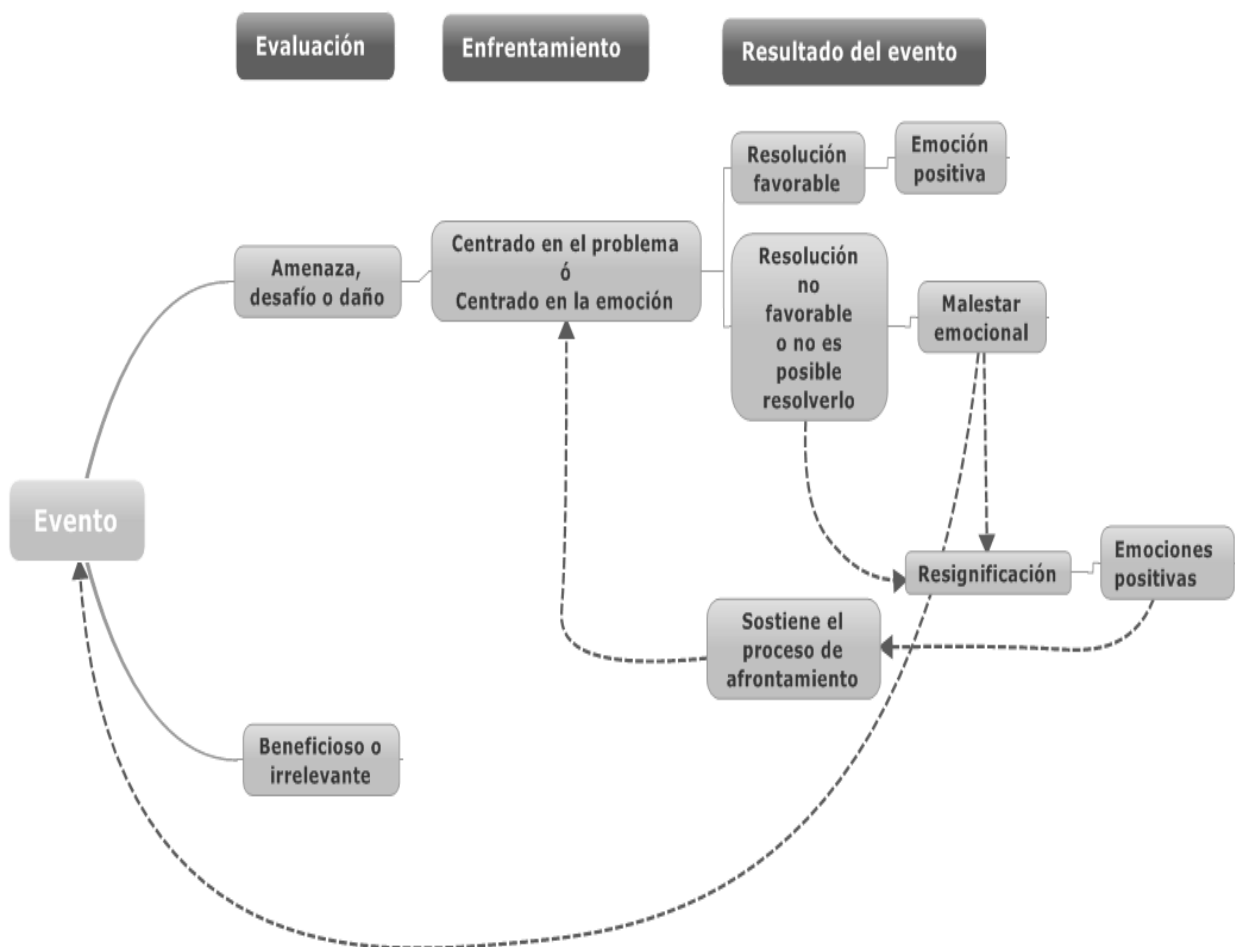 Evaluación
Enfrentamiento
Resultado del evento
Resolución
favorable
Emoción
positiva
Amenaza,
desafío o daño
Centrado en el problema
ó
Centrado en la emoción
Resolución
no
favorable
o no es
posible
resolverlo
Malestar
emocional
Evento
Resignificación
Emociones
positivas
Sostiene el
proceso de
afrontamiento
Beneficioso o
irrelevante